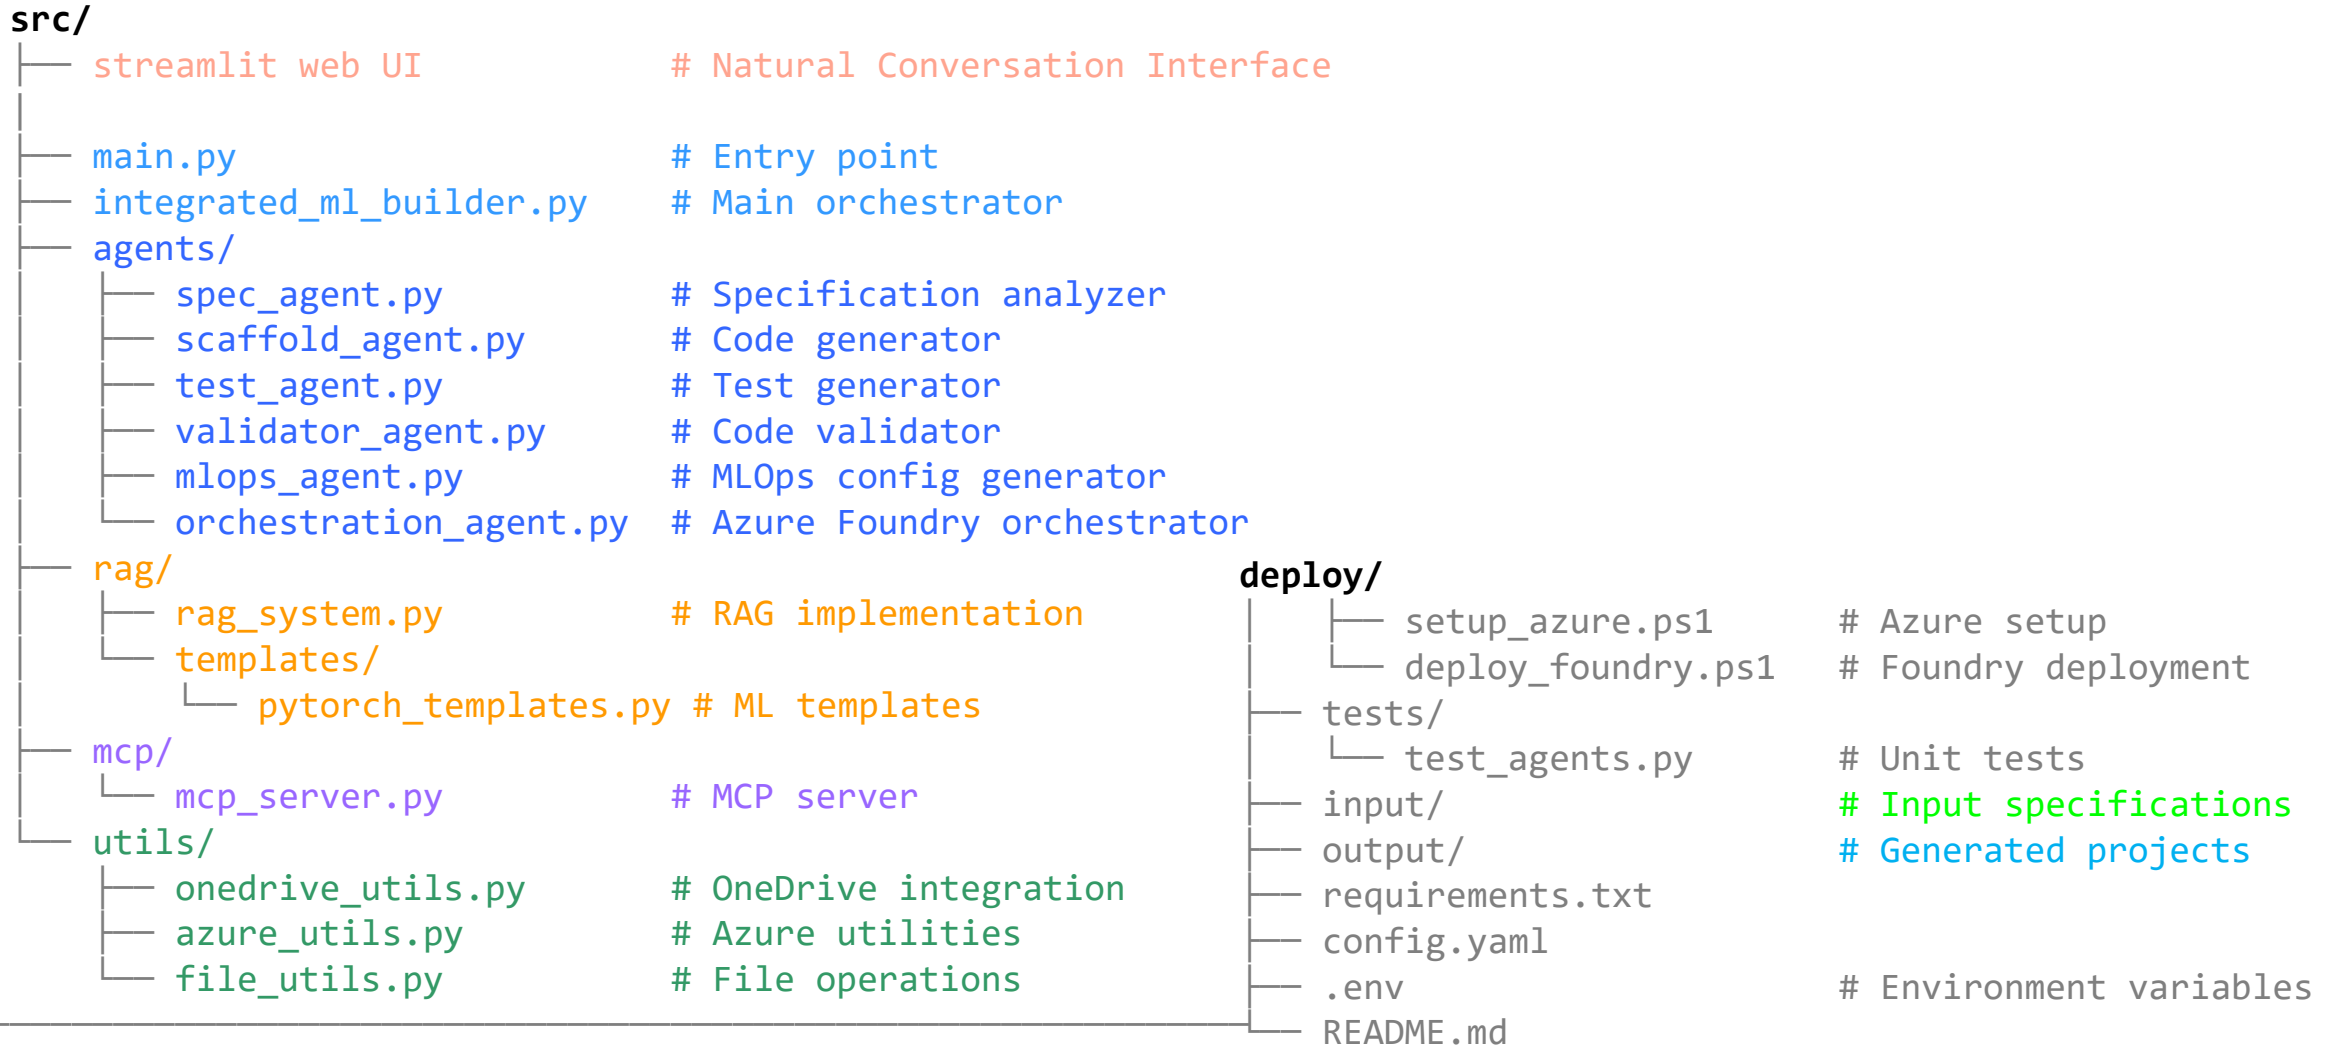 src/
├── streamlit web UI            # Natural Conversation Interface
│
├── main.py                     # Entry point
├── integrated_ml_builder.py    # Main orchestrator
├── agents/
│   ├── spec_agent.py           # Specification analyzer
│   ├── scaffold_agent.py       # Code generator
│   ├── test_agent.py           # Test generator
│   ├── validator_agent.py      # Code validator
│   ├── mlops_agent.py          # MLOps config generator
│   └── orchestration_agent.py  # Azure Foundry orchestrator
├── rag/
│   ├── rag_system.py           # RAG implementation
│   └── templates/
│       └── pytorch_templates.py # ML templates
├── mcp/
│   └── mcp_server.py           # MCP server
└── utils/
    ├── onedrive_utils.py       # OneDrive integration
    ├── azure_utils.py          # Azure utilities
    └── file_utils.py           # File operations
deploy/
│   ├── setup_azure.ps1      # Azure setup
│   └── deploy_foundry.ps1   # Foundry deployment
├── tests/
│   └── test_agents.py       # Unit tests
├── input/                   # Input specifications
├── output/                  # Generated projects
├── requirements.txt
├── config.yaml
├── .env                     # Environment variables
└── README.md